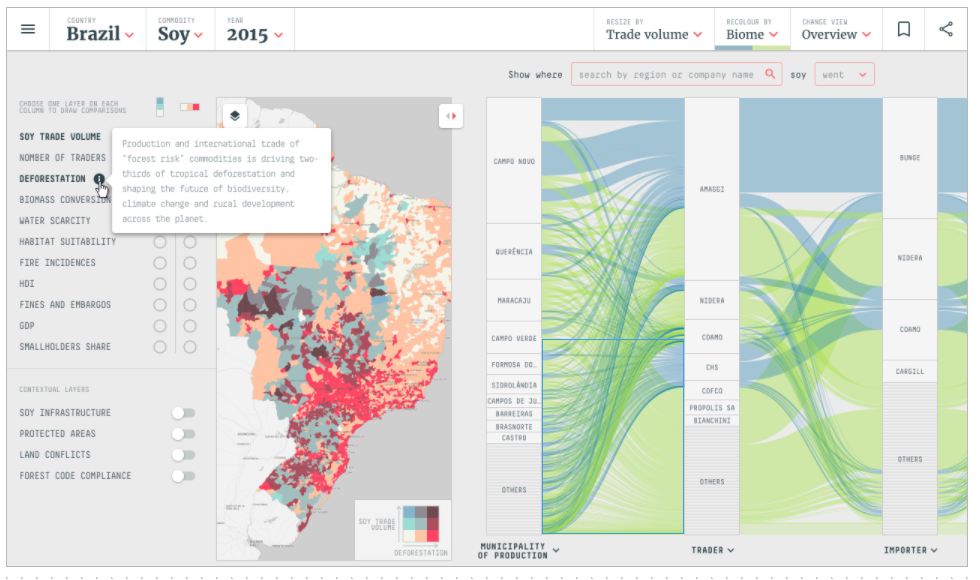 COUNTRY
Brazil
COMMODITY
Soy
YEAR
2015
RESIZE BY
Trade volume
RECOLOUR BY
Biome
CHANGE VIEW
Overview
Show where
search by region or company name
soy
went
CHOOSE ONE LAYER ON EACH
COLUMN TO DRAW COMPARISONS
SOY TRADE VOLUME
NOMBER OF TRADERS
DEFORESTATION
BIOMASS CONVERSION
WATER SCARCITY
HABITAT SUITABILITY
FIRE INCIDENCES
HDI
FINES AND EMBARGOS
GDP
SMALLHOLDERS SHARE
Production and international trade of
"forest risk" commodities is driving two-
thirds of tropical deforestation and
shaping the future of biodiversity,
climate change and rural development
across the planet.
CONTEXTUAL LAYERS
SOY INFRASTRUCTURE
PROTECTED AREAS
LAND CONFLICTS
FOREST CODE COMPLIANCE
SOY TRADE
VOLUME
DEFORESTATION
CAMPO NOVO
QUERÊNCIA
MARACAJU
CAMPO VERDE
FORMOSA DO…
SIDROLÂNDIA
CAMPOS DE JU…
BARREIRAS
BRASNORTE
CASTRO
OTHERS
MUNICIPALITY
OF PRODUCTION
AMAGGI
NIDERA
COAMO
CHS
COFCO
PROPOLIS SA
BIANCHINI
OTHERS
TRADER
BUNGE
NIDERA
COAMO
CARGILL
OTHERS
IMPORTER